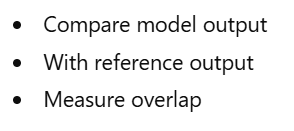 • Compare model output
• With reference output
• Measure overlap